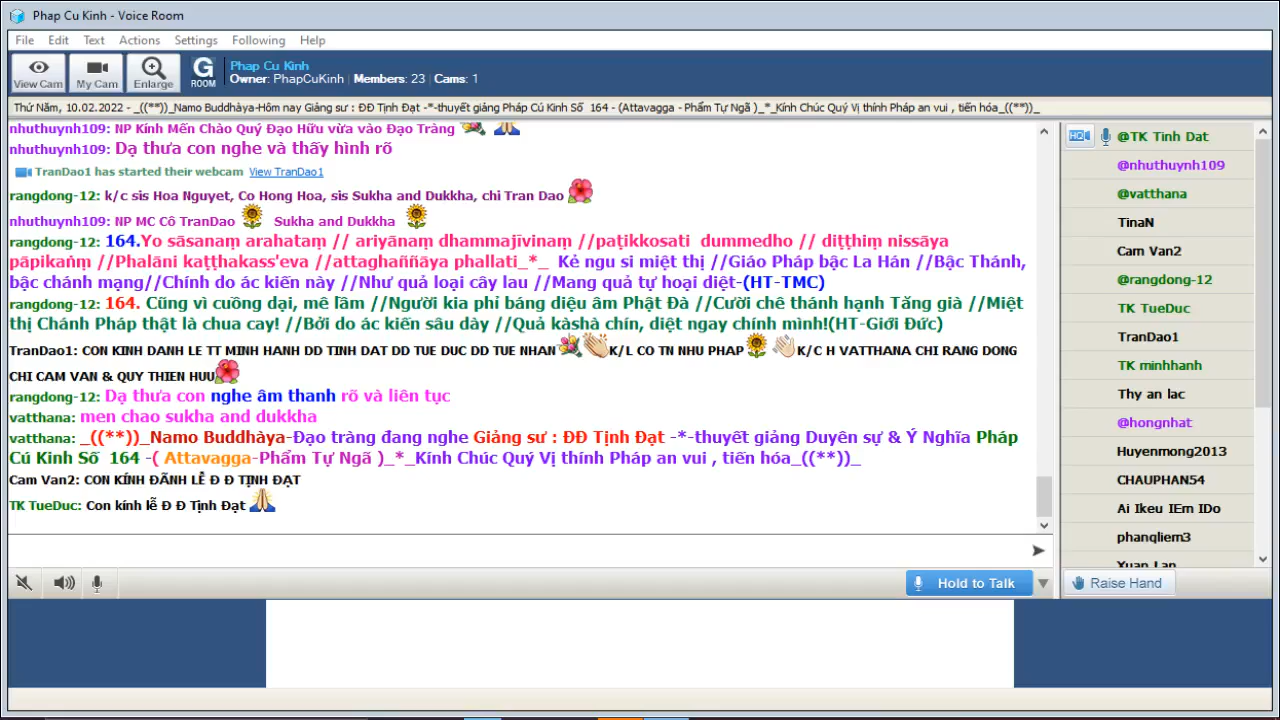 Phap Cu Kinh - Voice Room
File Edit Text Actions Settings Following Help
View Cam My Cam Enlarge G ROOM
Phap Cu Kinh
Owner: PhapCuKinh | Members: 23 | Cams: 1
Thứ Năm, 10.02.2022 - _((**))_Namo Buddhàya-Hôm nay Giảng sư : ĐĐ Tịnh Đạt -*-thuyết giảng Pháp Cú Kinh Số 164 - (Attavagga - Phẩm Tự Ngã )_*_Kính Chúc Quý Vị thính Pháp an vui , tiến hóa_((**))_
nhuthuynh109: NP Kính Mến Chào Quý Đạo Hữu vừa vào Đạo Tràng
nhuthuynh109: Dạ thưa con nghe và thấy hình rõ
TranDao1 has started their webcam View TranDao1
rangdong-12: k/c sis Hoa Nguyet, Co Hong Hoa, sis Sukha and Dukkha, chi Tran Dao
nhuthuynh109: NP MC Cô TranDao Sukha and Dukkha
rangdong-12: 164.Yo sāsanaṃ arahataṃ // ariyānaṃ dhammajīvinaṃ //paṭikkosati dummedho // diṭṭhiṃ nissāya
pāpikaṅṃ //Phalāni kaṭṭhakass'eva //attaghaññāya phallati_*_ Kẻ ngu si miệt thị //Giáo Pháp bậc La Hán //Bậc Thánh,
bậc chánh mạng//Chính do ác kiến này //Như quả loại cây lau //Mang quả tự hoại diệt-(HT-TMC)
rangdong-12: 164. Cũng vì cuồng dại, mê lầm //Người kia phỉ báng diệu âm Phật Đà //Cười chê thánh hạnh Tăng già //Miệt
thị Chánh Pháp thật là chua cay! //Bởi do ác kiến sâu dày //Quả kàshà chín, diệt ngay chính mình!(HT-Giới Đức)
TranDao1: CON KINH DANH LE TT MINH HANH DD TINH DAT DD TUE DUC DD TUE NHAN K/L CO TN NHU PHAP K/C H VATTHANA CHI RANG DONG
CHI CAM VAN & QUY THIEN HUU
rangdong-12: Dạ thưa con nghe âm thanh rõ và liên tục
vatthana: men chao sukha and dukkha
vatthana: _((**))_Namo Buddhàya-Đạo tràng đang nghe Giảng sư : ĐĐ Tịnh Đạt -*-thuyết giảng Duyên sự & Ý Nghĩa Pháp
Cú Kinh Số 164 -( Attavagga-Phẩm Tự Ngã )_*_Kính Chúc Quý Vị thính Pháp an vui , tiến hóa_((**))_
Cam Van2: CON KÍNH ĐÃNH LỄ Đ Đ TỊNH ĐẠT
TK TueDuc: Con kính lễ Đ Đ Tịnh Đạt
Hold to Talk
HQ @TK Tinh Dat
@nhuthuynh109
@vatthana
TinaN
Cam Van2
@rangdong-12
TK TueDuc
TranDao1
TK minhhanh
Thy an lac
@hongnhat
Huyenmong2013
CHAUPHAN54
Ai Ikeu IEm IDo
phanqliem3
Xuan Lan
Raise Hand